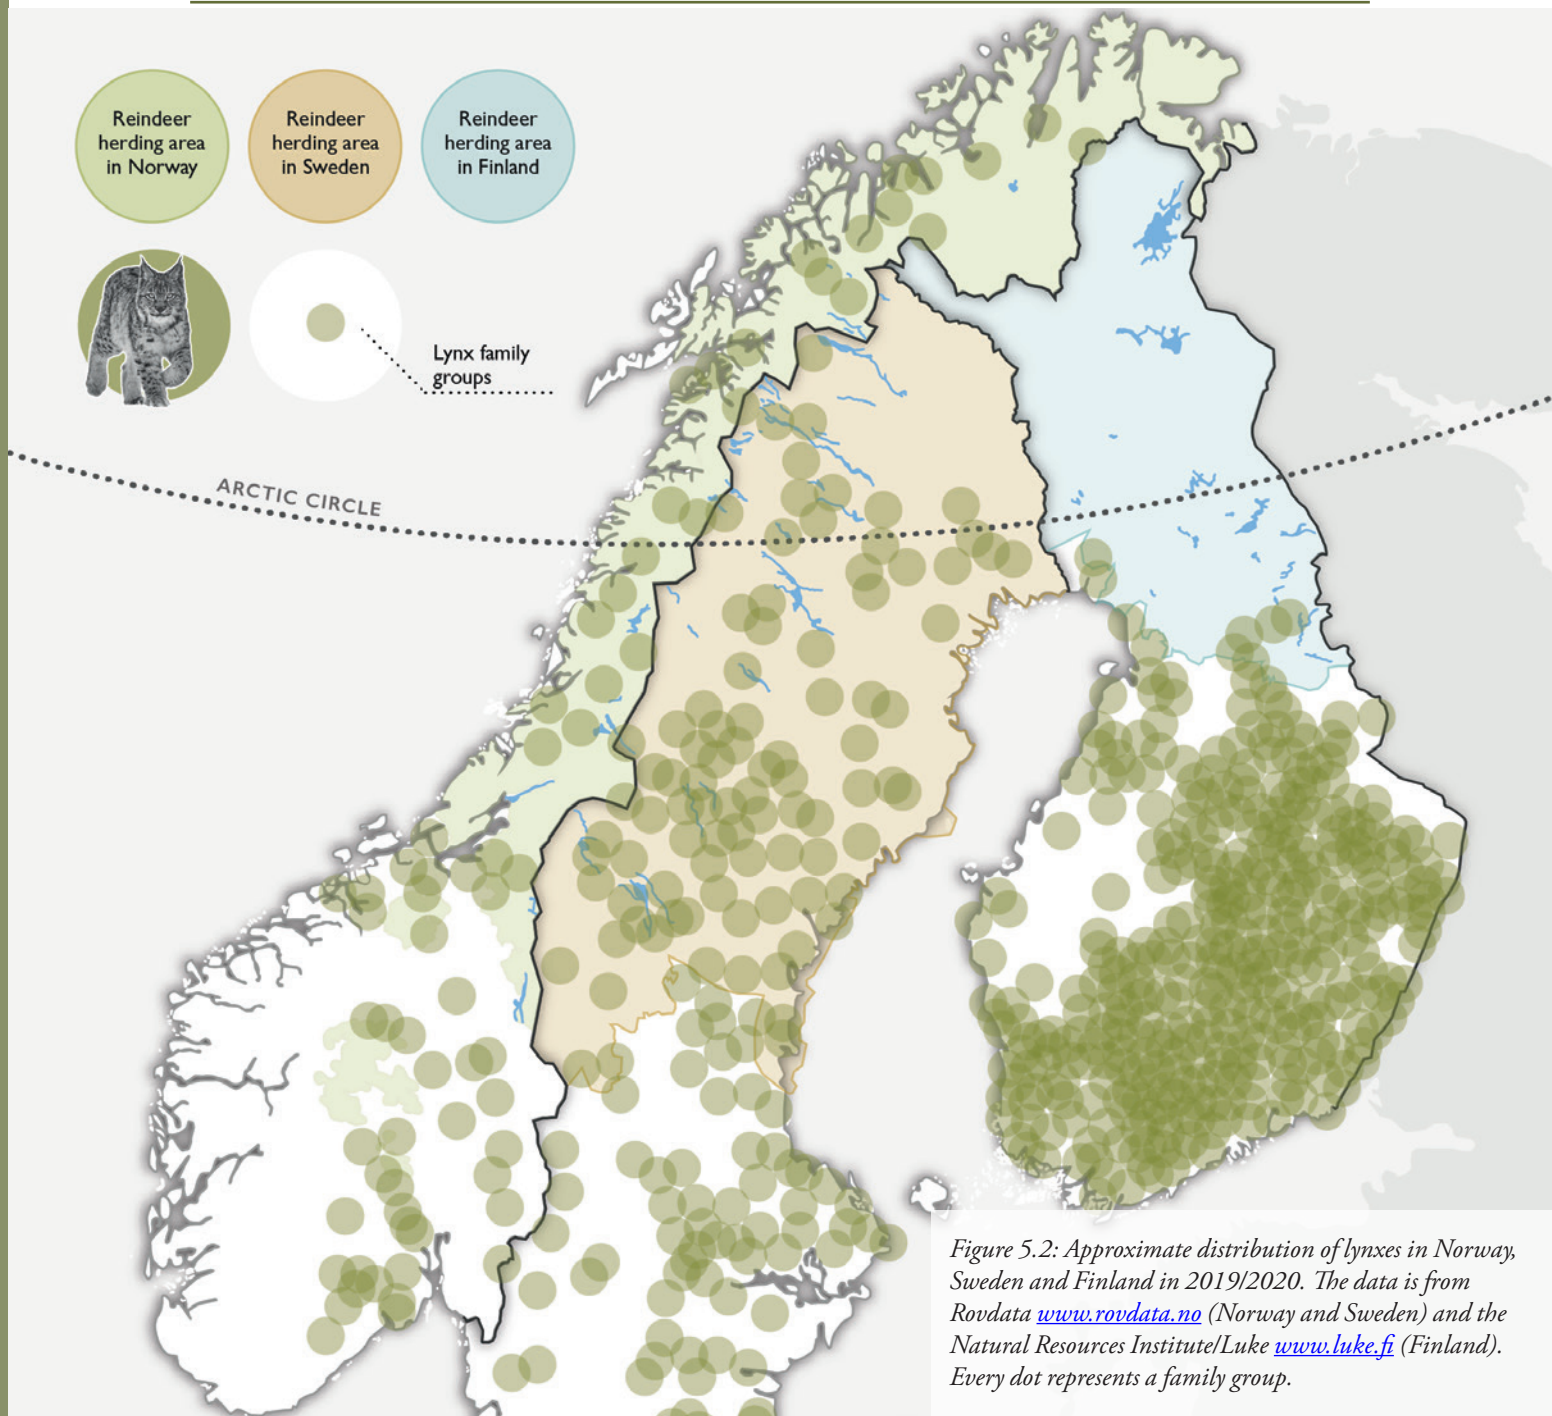 Reindeer
herding area
in Norway
Reindeer
herding area
in Sweden
Reindeer
herding area
in Finland
Lynx family
groups
ARCTIC CIRCLE
Figure 5.2: Approximate distribution of lynxes in Norway,
Sweden and Finland in 2019/2020. The data is from
Rovdata www.rovdata.no (Norway and Sweden) and the
Natural Resources Institute/Luke www.luke.fi (Finland).
Every dot represents a family group.